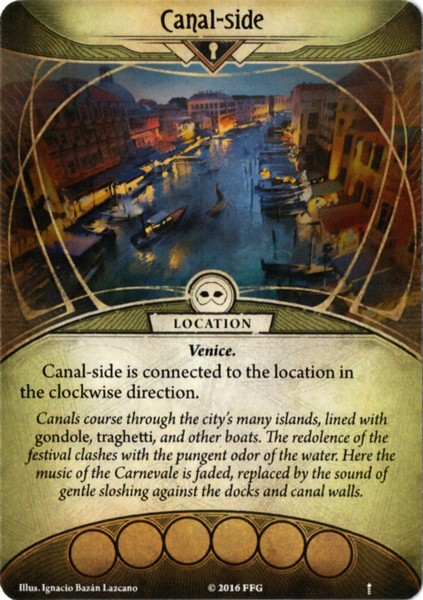 Canal-side
LOCATION
Venice.
Canal-side is connected to the location in
the clockwise direction.
Canals course through the city's many islands, lined with
gondole, traghetti, and other boats. The redolence of the
festival clashes with the pungent odor of the water. Here the
music of the Carnevale is faded, replaced by the sound of
gentle sloshing against the docks and canal walls.
Illus. Ignacio Bazán Lazcano
© 2016 FFG